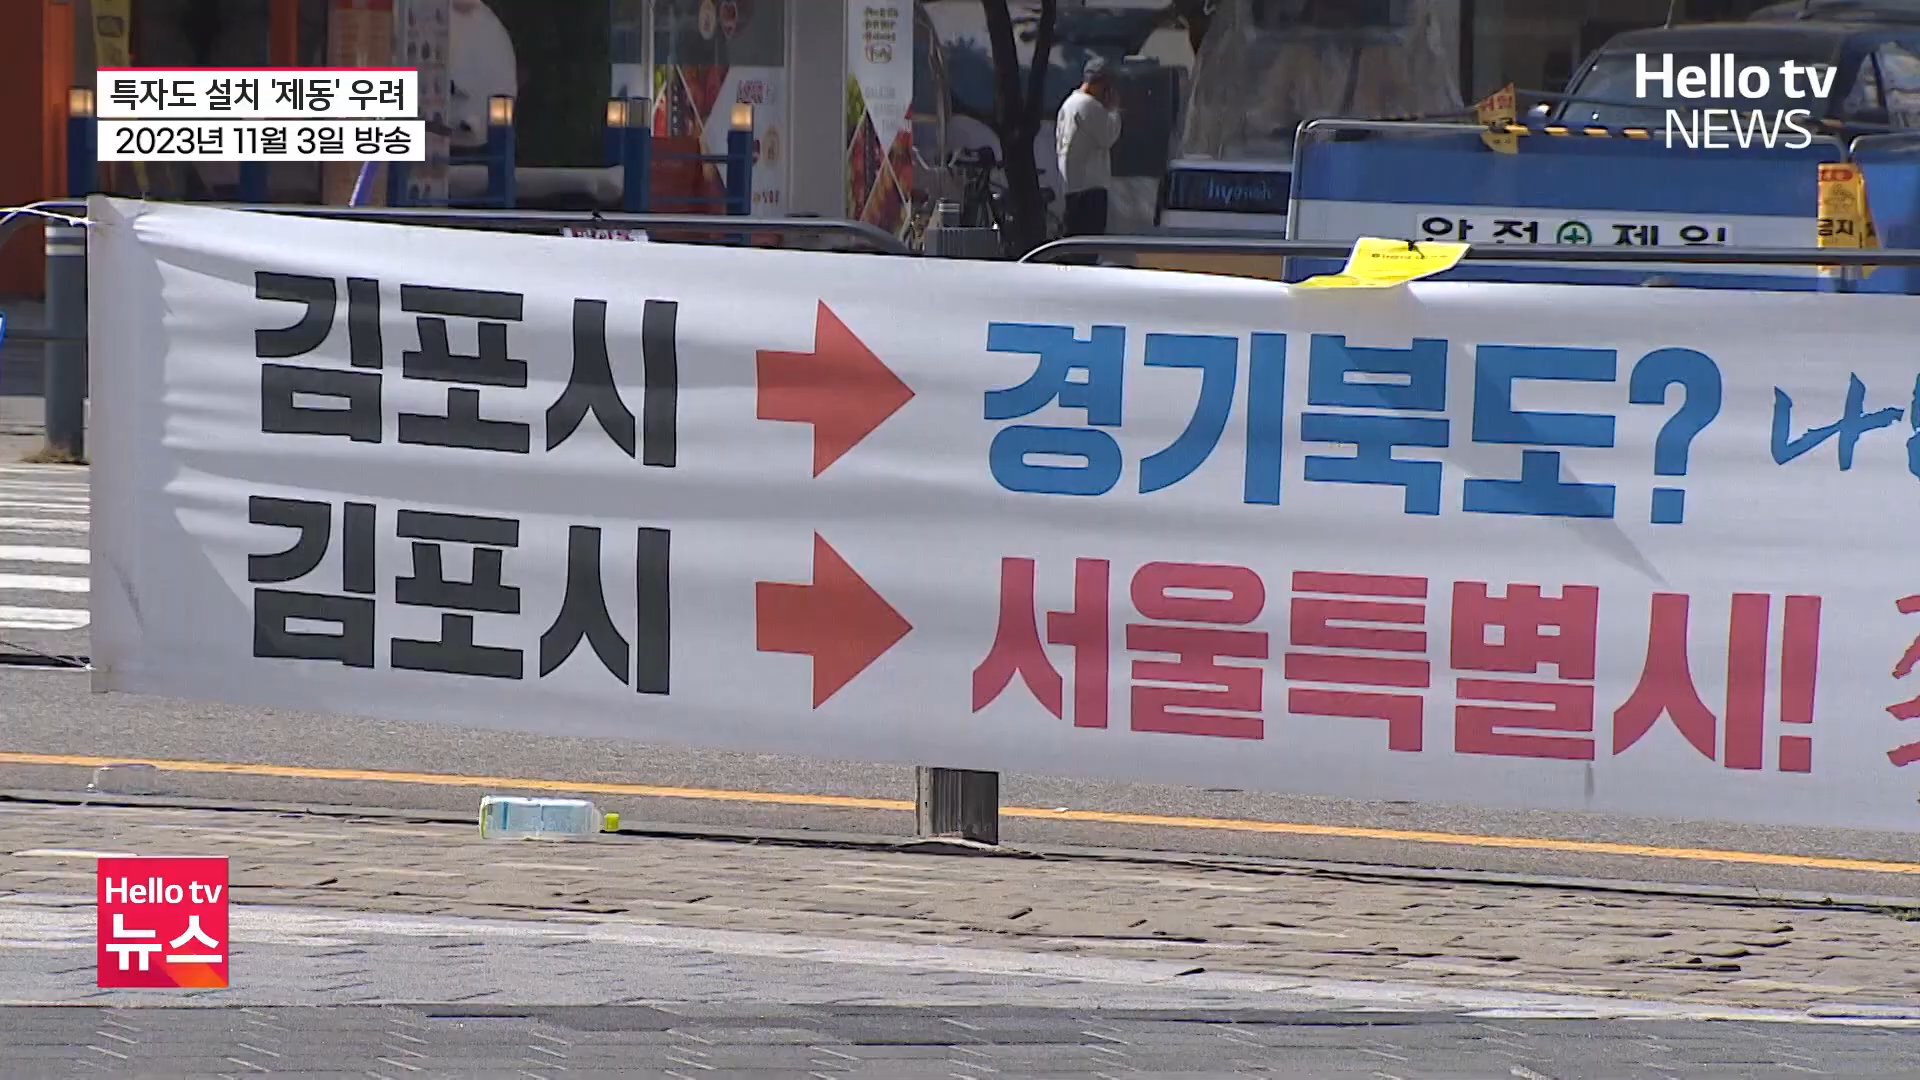 특자도 설치 '제동' 우려
2023년 11월 3일 방송
Hello tv
NEWS
안전 제일
금지
김포시 → 경기북도?
김포시 → 서울특별시!
Hello tv
뉴스